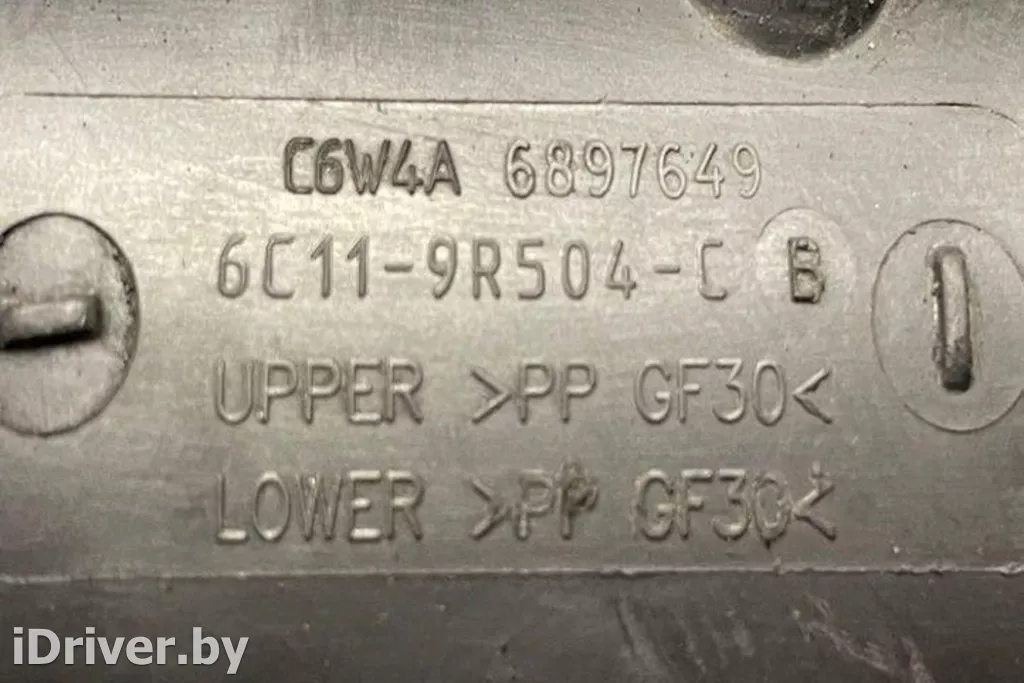 C6W4A 6897649
6C11-9R504-C B
UPPER >PP GF30<
LOWER >PP GF30<
iDriver.by